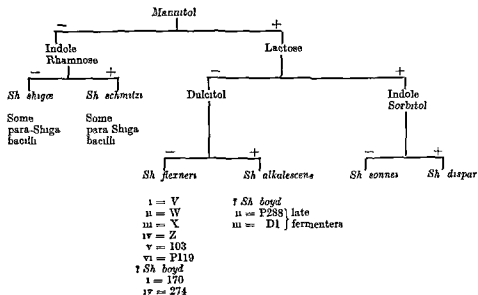 Mannitol
− +
Indole Lactose
Rhamnose
− + − +
Sh shigæ Sh schmitzi Dulcitol Indole
Sorbitol
Some Some
para-Shiga para Shiga
bacilli bacilli
− + − +
Sh flexneri Sh alkalescens Sh sonnei Sh dispar
i = V ? Sh boyd
ii = W ii = P288 } late
iii = X iii = D1 } fermenters
iv = Z
v = 103
vi = P119
? Sh boyd
i = 170
iv = 274